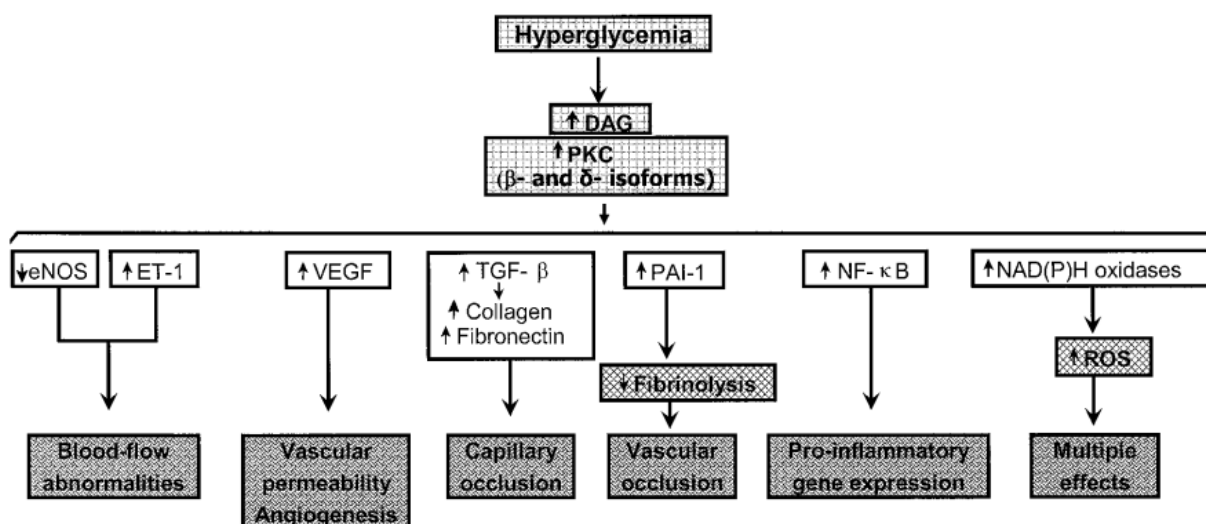 Hyperglycemia
↑ DAG
↑ PKC
(β- and δ- isoforms)
↓eNOS
↑ ET-1
↑ VEGF
↑ TGF- β
↓
↑ Collagen
↑ Fibronectin
↑ PAI-1
↑ NF- κB
↑NAD(P)H oxidases
↓ Fibrinolysis
↑ ROS
Blood-flow
abnormalities
Vascular
permeability
Angiogenesis
Capillary
occlusion
Vascular
occlusion
Pro-inflammatory
gene expression
Multiple
effects